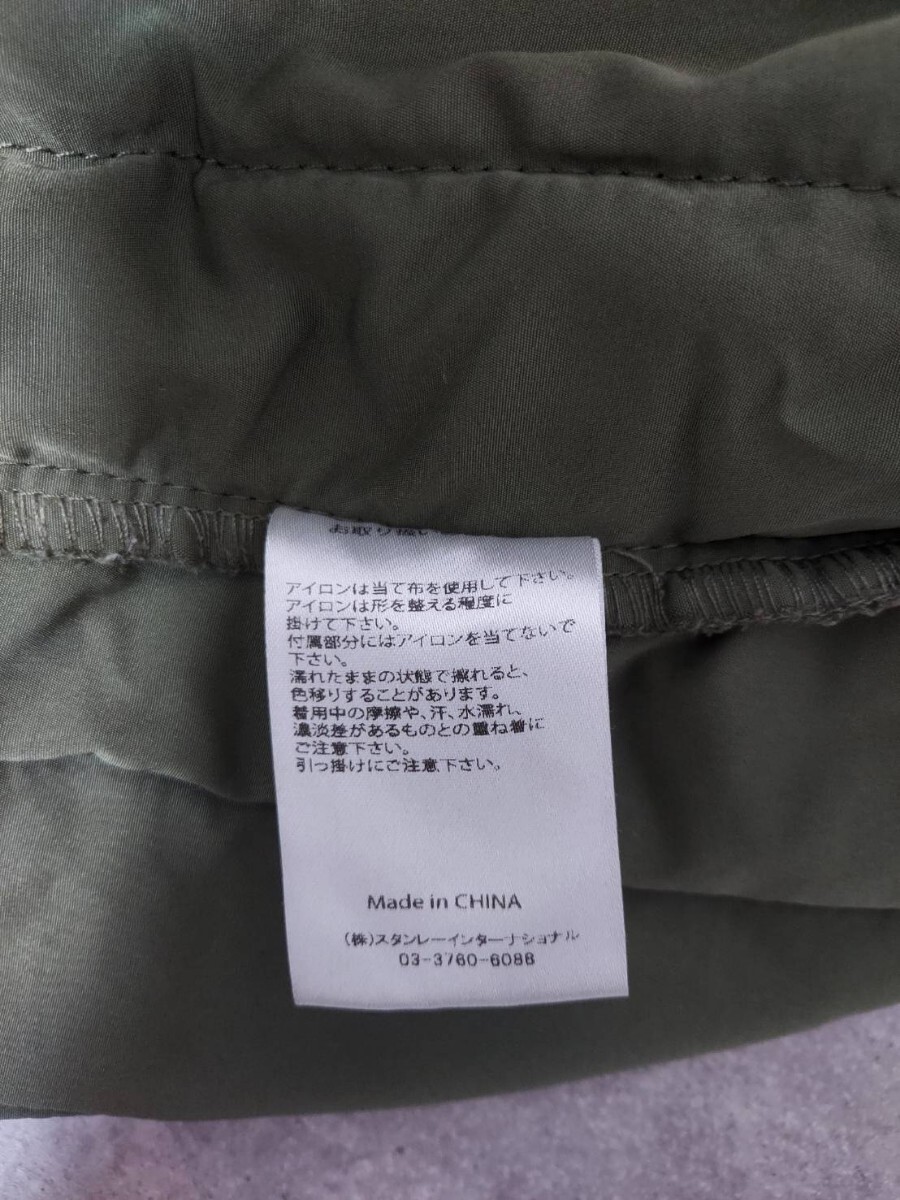 お取り扱い
アイロンは当て布を使用して下さい。
アイロンは形を整える程度に
掛けて下さい。
付属部分にはアイロンを当てないで
下さい。
濡れたままの状態で擦れると、
色移りすることがあります。
着用中の摩擦や、汗、水濡れ、
濃淡差があるものとの重ね着に
ご注意下さい。
引っ掛けにご注意下さい。
Made in CHINA
(株)スタンレーインターナショナル
03-3760-6088